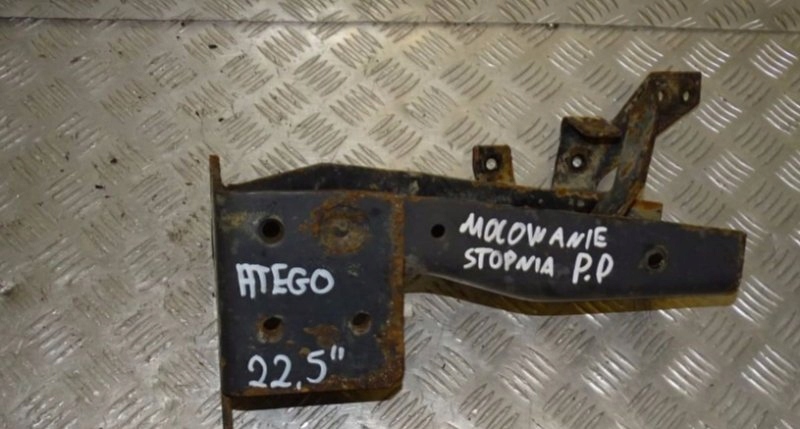 ATEGO
22,5"
MOCOWANIE
STOPNIA P.P